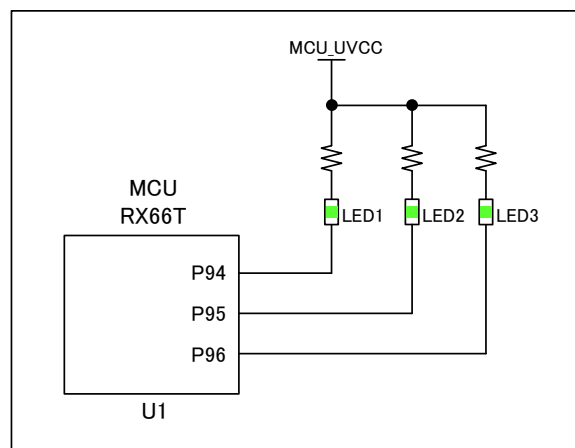 MCU_UVCC
MCU
RX66T
LED1
LED2
LED3
P94
P95
P96
U1